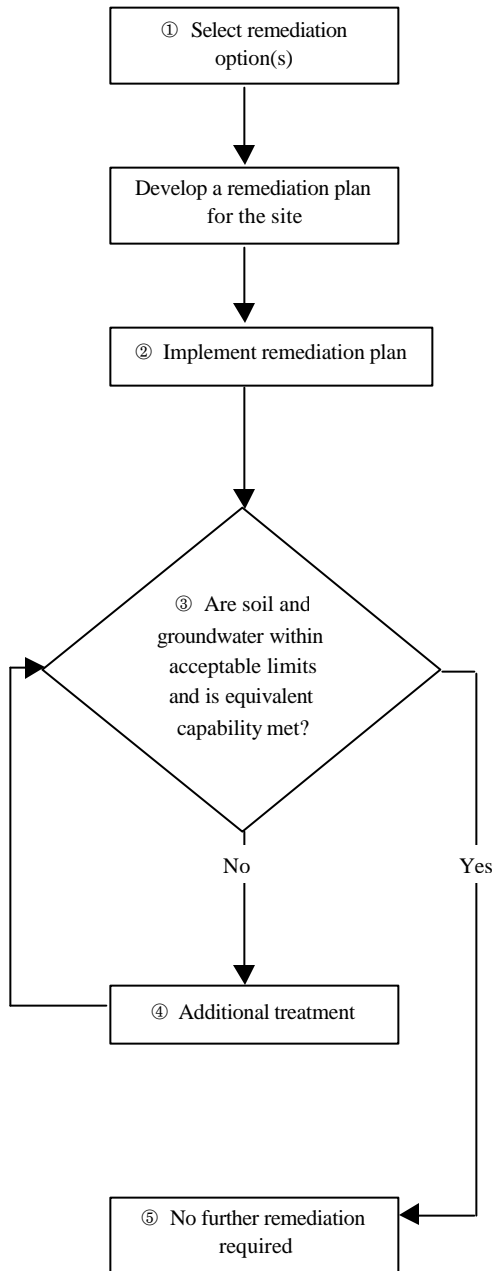 ① Select remediation
option(s)
Develop a remediation plan
for the site
② Implement remediation plan
③ Are soil and
groundwater within
acceptable limits
and is equivalent
capability met?
No
Yes
④ Additional treatment
⑤ No further remediation
required